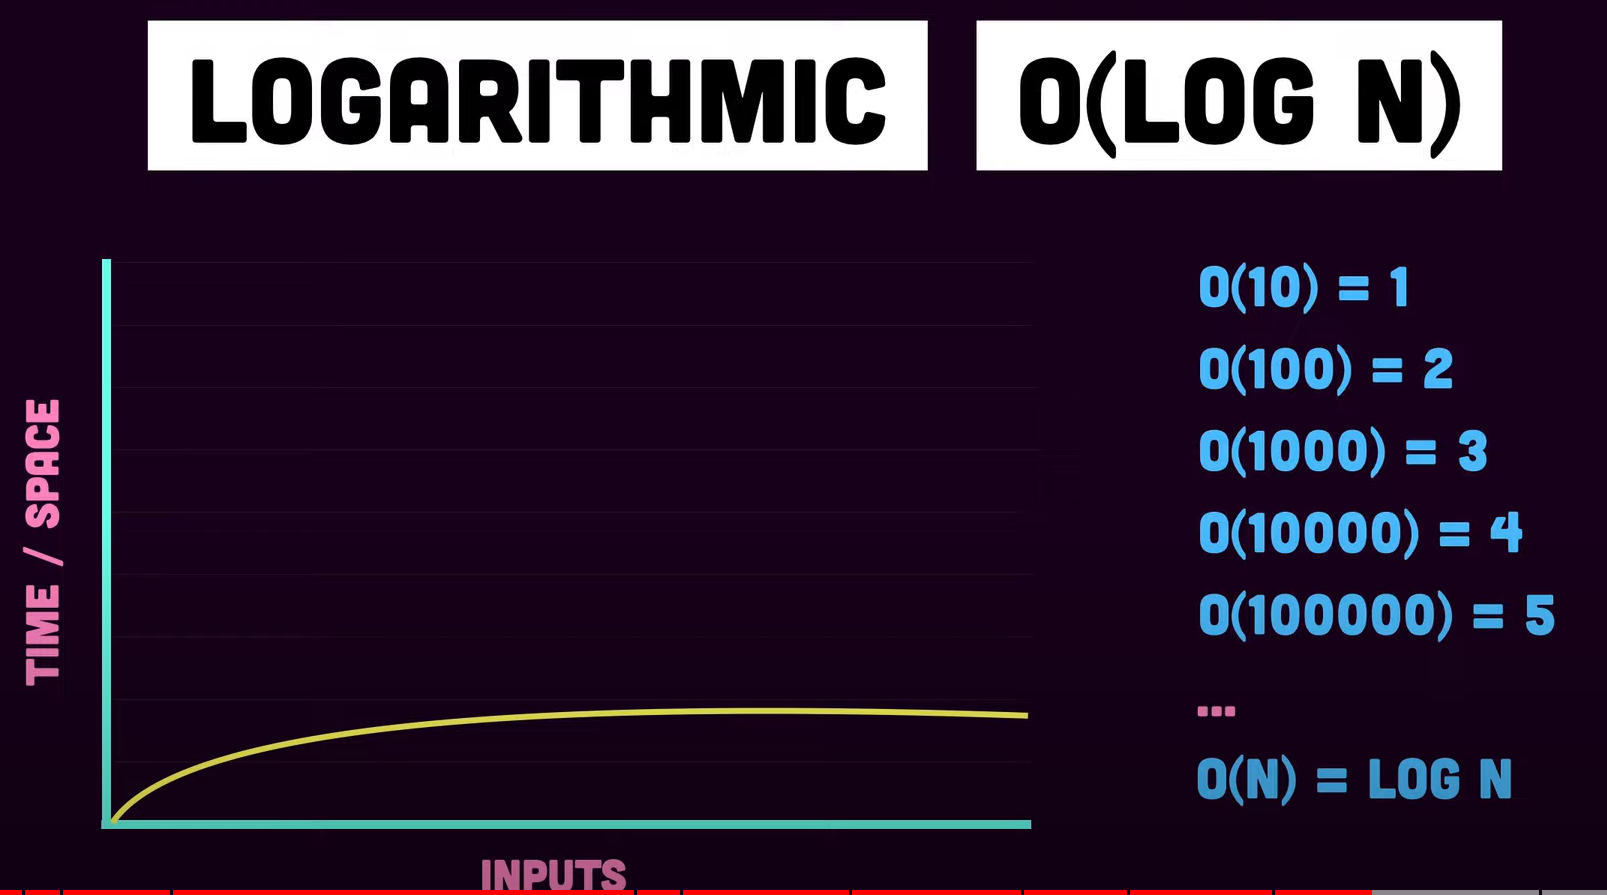 LOGARITHMIC
O(LOG N)
TIME / SPACE
O(10) = 1
O(100) = 2
O(1000) = 3
O(10000) = 4
O(100000) = 5
...
O(N) = LOG N
INPUTS